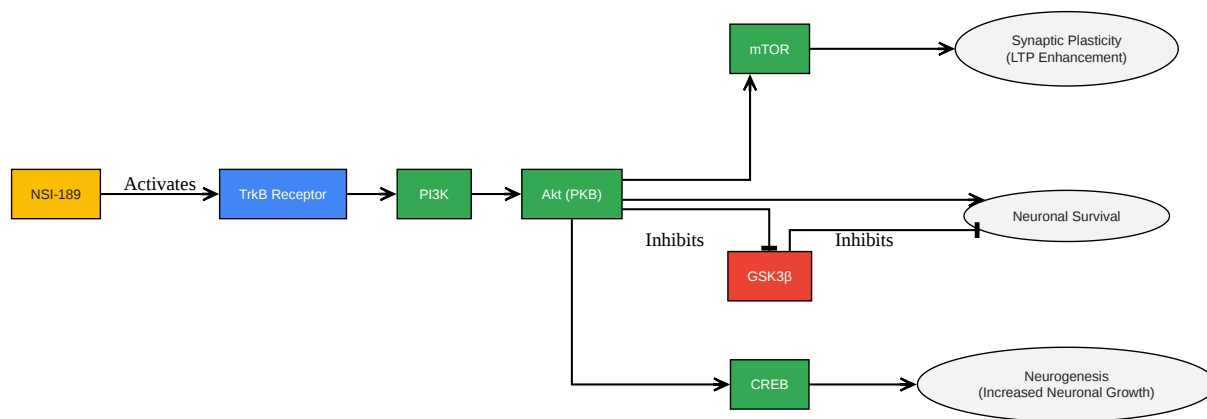 mTOR
Synaptic Plasticity
(LTP Enhancement)
NSI-189
Activates
TrkB Receptor
PI3K
Akt (PKB)
Neuronal Survival
Inhibits
Inhibits
GSK3β
CREB
Neurogenesis
(Increased Neuronal Growth)